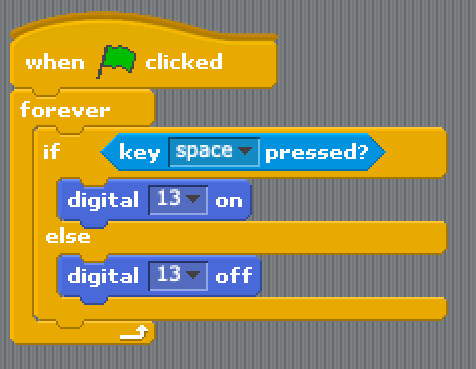 when clicked
forever
if key space pressed?
digital 13 on
else
digital 13 off